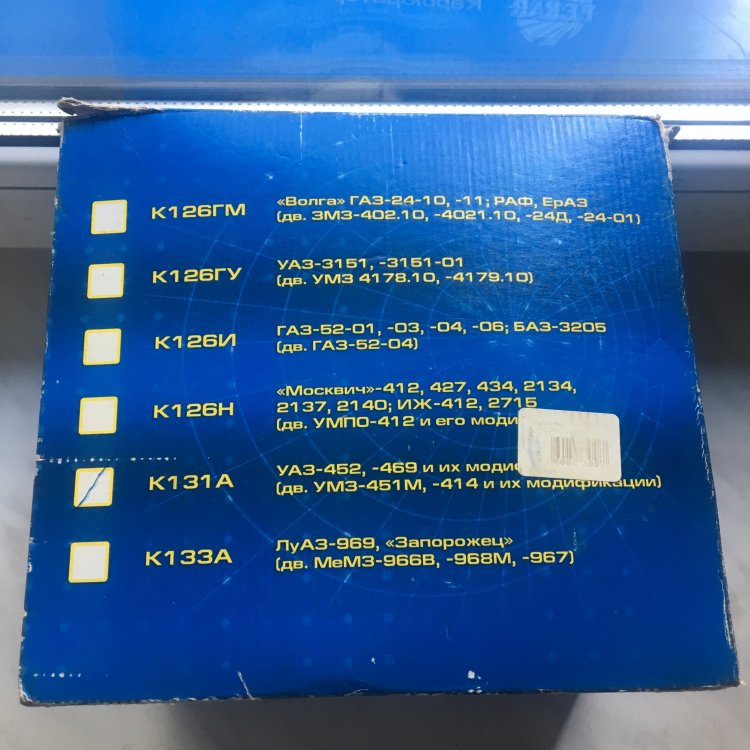 К126ГМ «Волга» ГАЗ-24-10, -11; РАФ, ЕрАЗ
(дв. ЗМЗ-402.10, -4021.10, -24Д, -24-01)
К126ГУ УАЗ-3151, -3151-01
(дв. УМЗ 4178.10, -4179.10)
К126И ГАЗ-52-01, -03, -04, -06; БАЗ-3205
(дв. ГАЗ-52-04)
«Москвич»-412, 427, 434, 2134,
К126Н 2137, 2140; ИЖ-412, 2715
(дв. УМПО-412 и его
К131А УАЗ-452, -469 и их
(дв. УМЗ-451М, -414 и их модификации)
К133А ЛуАЗ-969, «Запорожец»
(дв. МеМЗ-966В, -968М, -967)